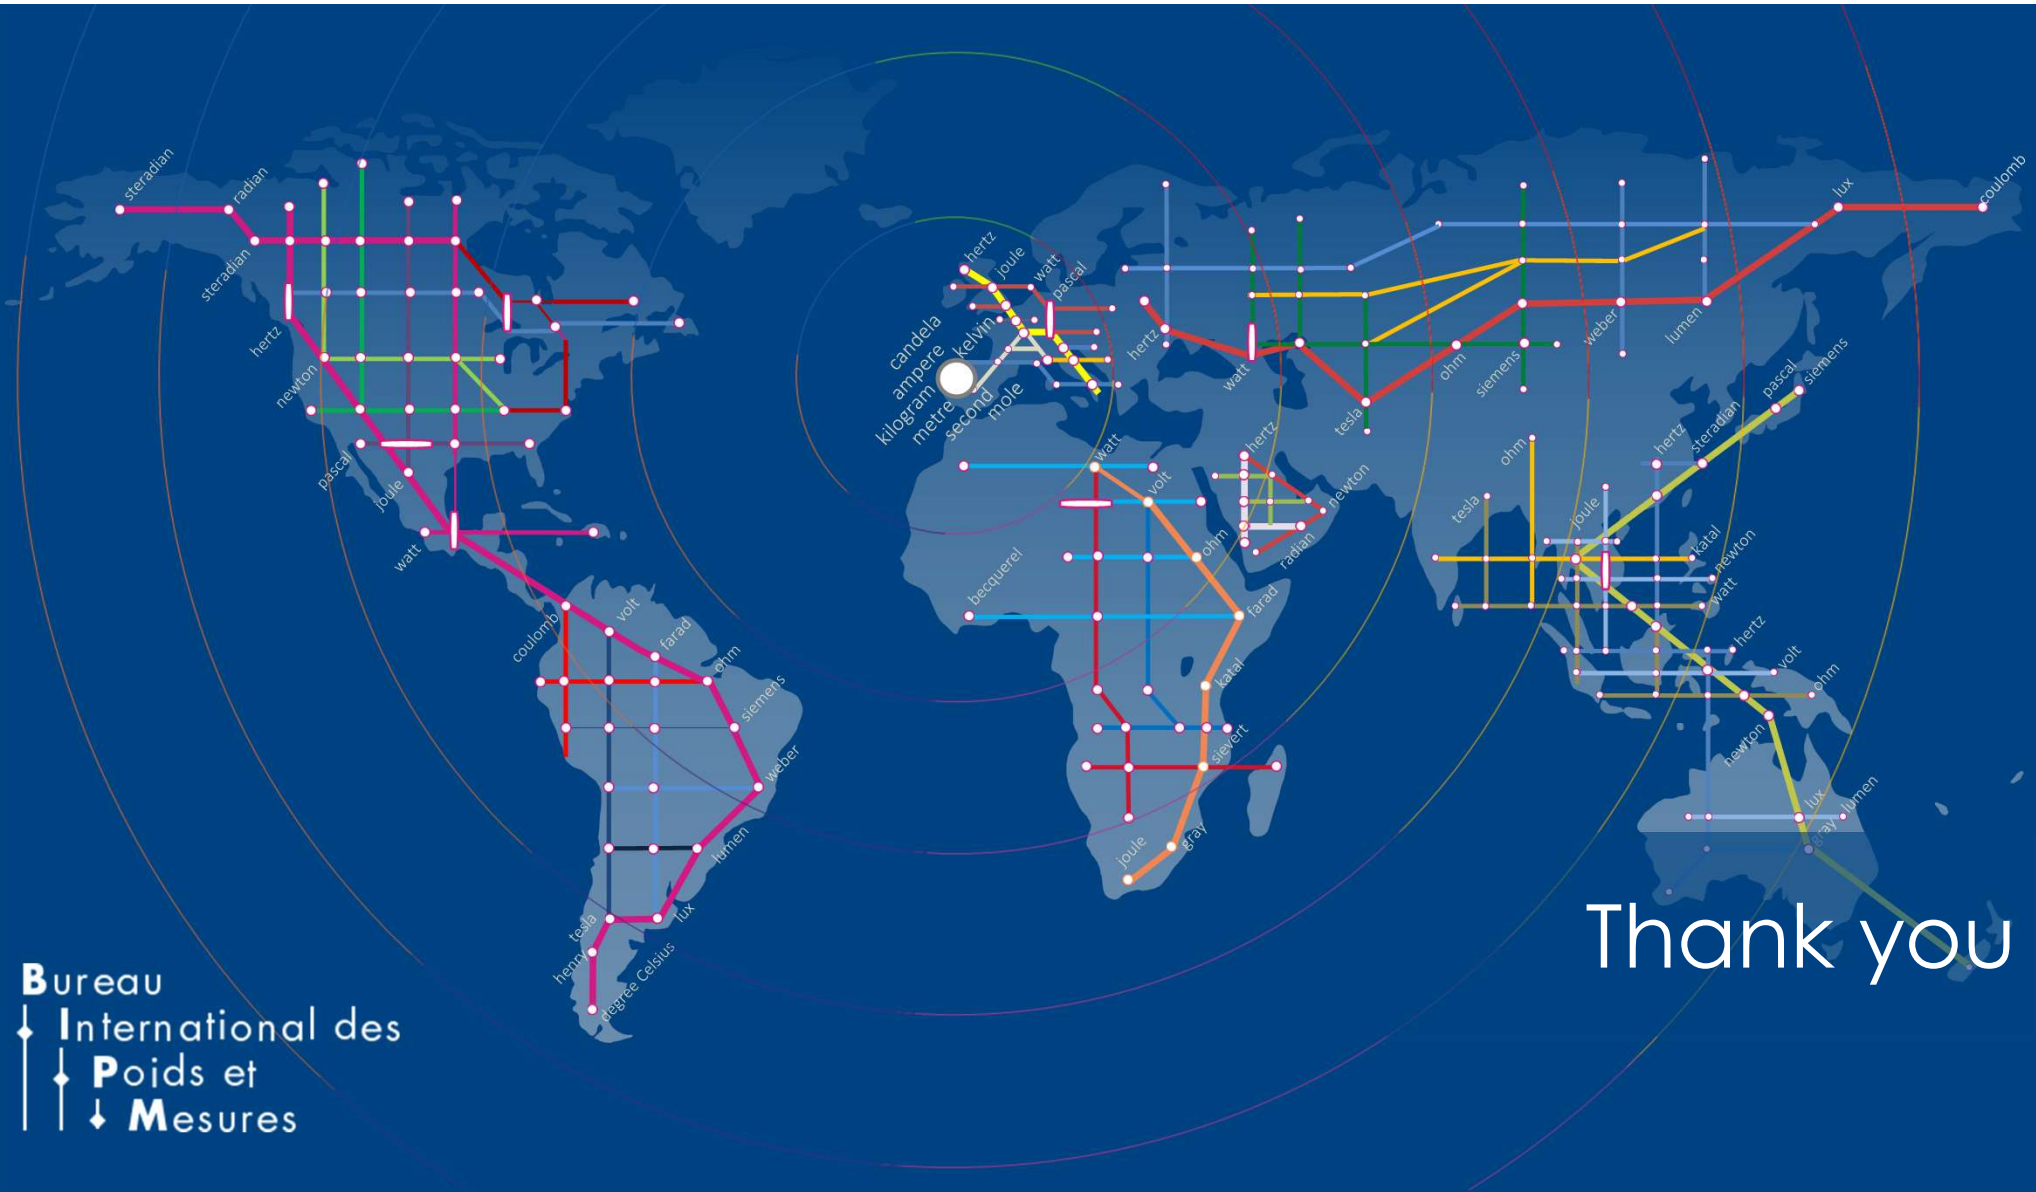 steradian
radian
steradian
hertz
newton
pascal
joule
watt
coulomb
volt
farad
ohm
siemens
weber
lumen
lux
tesla
henry
degree Celsius
hertz
joule
watt
pascal
candela
ampere
kelvin
kilogram
metre
second
mole
watt
volt
ohm
becquerel
farad
katal
sievert
gray
joule
hertz
newton
radian
hertz
watt
tesla
ohm
siemens
weber
lumen
lux
coulomb
siemens
pascal
steradian
hertz
ohm
tesla
joule
katal
newton
watt
hertz
volt
ohm
newton
lux
lumen
gray
Thank you
Bureau
International des
Poids et
Mesures